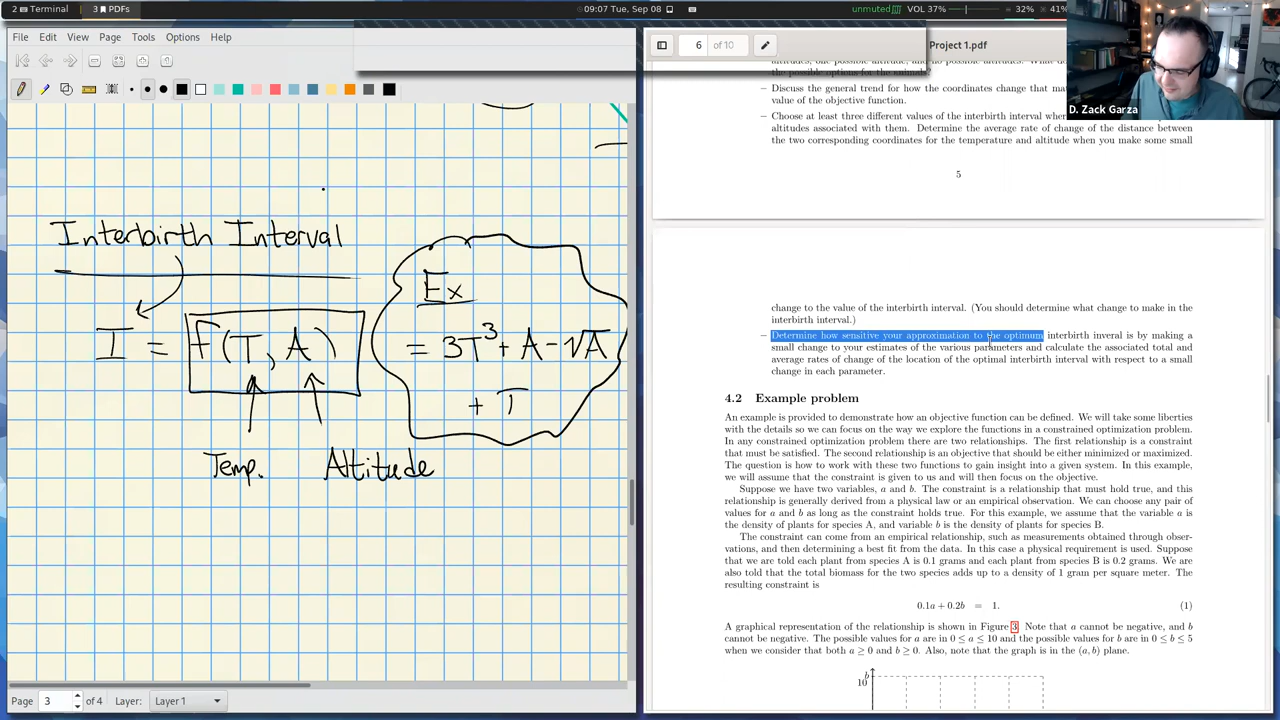 2 Terminal 3 PDFs 09:07 Tue, Sep 08 unmuted VOL 37% 32% 41%
File Edit View Page Tools Options Help
6 of 10
Project 1.pdf
D. Zack Garza
the possible options for the animals?
– Discuss the general trend for how the coordinates change that
value of the objective function.
– Choose at least three different values of the interbirth interval
altitudes associated with them. Determine the average rate of change of the distance between
the two corresponding coordinates for the temperature and altitude when you make some small
5
Interbirth Interval
I = f(T, A)
Temp. Altitude
Ex
= 3T³ + A - √A
+ T
change to the value of the interbirth interval. (You should determine what change to make in the
interbirth interval.)
– Determine how sensitive your approximation to the optimum interbirth inveral is by making a
small change to your estimates of the various parameters and calculate the associated total and
average rates of change of the location of the optimal interbirth interval with respect to a small
change in each parameter.
4.2 Example problem
An example is provided to demonstrate how an objective function can be defined. We will take some liberties
with the details so we can focus on the way we explore the functions in a constrained optimization problem.
In any constrained optimization problem there are two relationships. The first relationship is a constraint
that must be satisfied. The second relationship is an objective that should be either minimized or maximized.
The question is how to work with these two functions to gain insight into a given system. In this example,
we will assume that the constraint is given to us and will then focus on the objective.
Suppose we have two variables, a and b. The constraint is a relationship that must hold true, and this
relationship is generally derived from a physical law or an empirical observation. We can choose any pair of
values for a and b as long as the constraint holds true. For this example, we assume that the variable a is
the density of plants for species A, and variable b is the density of plants for species B.
The constraint can come from an empirical relationship, such as measurements obtained through obser-
vations, and then determining a best fit from the data. In this case a physical requirement is used. Suppose
that we are told each plant from species A is 0.1 grams and each plant from species B is 0.2 grams. We are
also told that the total biomass for the two species adds up to a density of 1 gram per square meter. The
resulting constraint is
0.1a + 0.2b = 1. (1)
A graphical representation of the relationship is shown in Figure 3. Note that a cannot be negative, and b
cannot be negative. The possible values for a are in 0 ≤ a ≤ 10 and the possible values for b are in 0 ≤ b ≤ 5
when we consider that both a ≥ 0 and b ≥ 0. Also, note that the graph is in the (a, b) plane.
b
10
Page 3 of 4 Layer: Layer 1